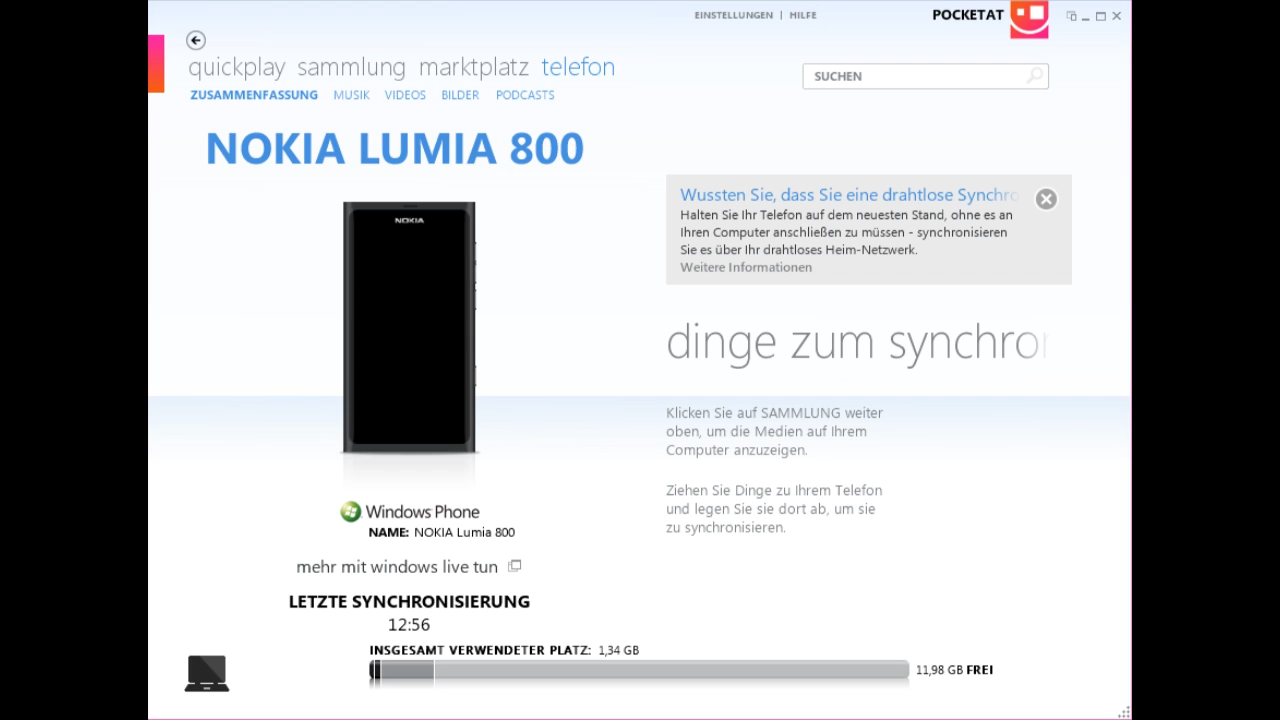 EINSTELLUNGEN | HILFE
POCKETAT
quickplay sammlung marktplatz telefon
SUCHEN
ZUSAMMENFASSUNG MUSIK VIDEOS BILDER PODCASTS
NOKIA LUMIA 800
NOKIA
Wussten Sie, dass Sie eine drahtlose Synchro
Halten Sie Ihr Telefon auf dem neuesten Stand, ohne es an
Ihren Computer anschließen zu müssen - synchronisieren
Sie es über Ihr drahtloses Heim-Netzwerk.
Weitere Informationen
dinge zum synchron
Klicken Sie auf SAMMLUNG weiter
oben, um die Medien auf Ihrem
Computer anzuzeigen.
Ziehen Sie Dinge zu Ihrem Telefon
und legen Sie sie dort ab, um sie
zu synchronisieren.
Windows Phone
NAME: NOKIA Lumia 800
mehr mit windows live tun
LETZTE SYNCHRONISIERUNG
12:56
INSGESAMT VERWENDETER PLATZ: 1,34 GB
11,98 GB FREI